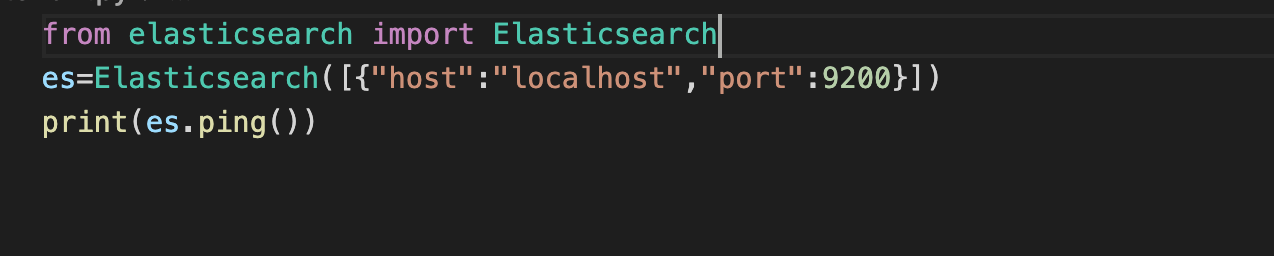 from elasticsearch import Elasticsearch
es=Elasticsearch([{"host":"localhost","port":9200}])
print(es.ping())